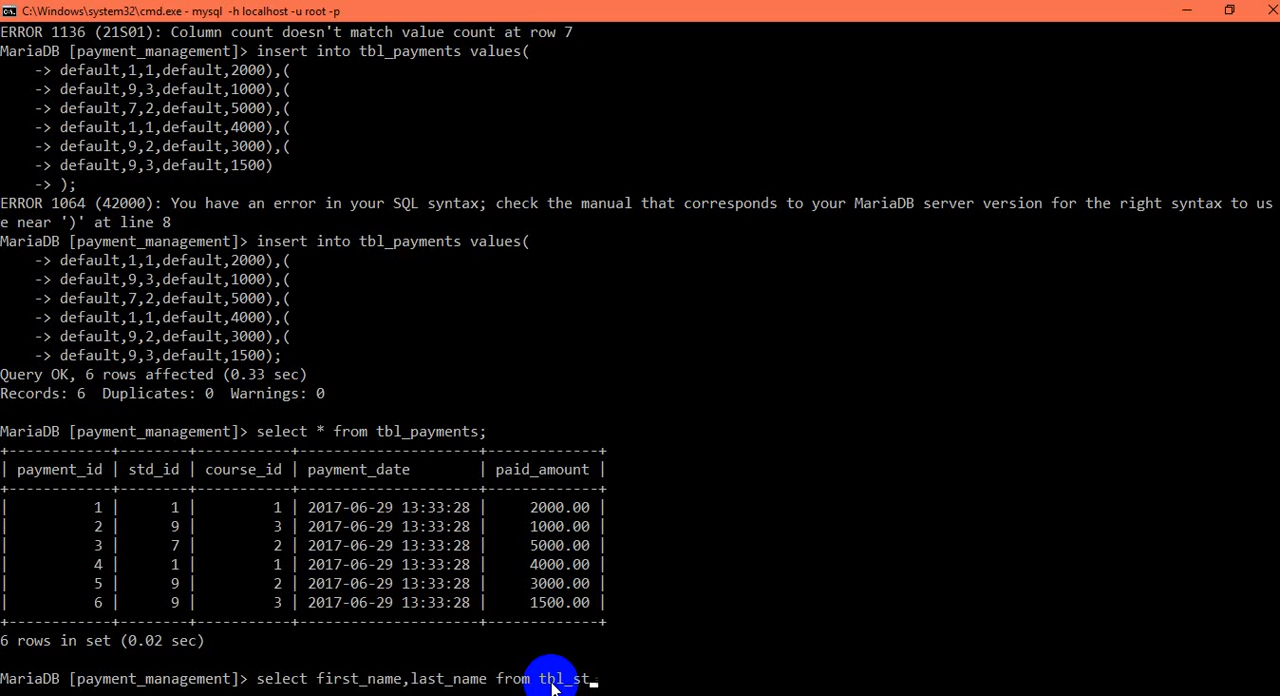 C:\Windows\system32\cmd.exe - mysql -h localhost -u root -p
ERROR 1136 (21S01): Column count doesn't match value count at row 7
MariaDB [payment_management]> insert into tbl_payments values(
    -> default,1,1,default,2000),(
    -> default,9,3,default,1000),(
    -> default,7,2,default,5000),(
    -> default,1,1,default,4000),(
    -> default,9,2,default,3000),(
    -> default,9,3,default,1500)
    -> );
ERROR 1064 (42000): You have an error in your SQL syntax; check the manual that corresponds to your MariaDB server version for the right syntax to us
e near ')' at line 8
MariaDB [payment_management]> insert into tbl_payments values(
    -> default,1,1,default,2000),(
    -> default,9,3,default,1000),(
    -> default,7,2,default,5000),(
    -> default,1,1,default,4000),(
    -> default,9,2,default,3000),(
    -> default,9,3,default,1500);
Query OK, 6 rows affected (0.33 sec)
Records: 6  Duplicates: 0  Warnings: 0
MariaDB [payment_management]> select * from tbl_payments;
+------------+--------+-----------+---------------------+-------------+
| payment_id | std_id | course_id | payment_date        | paid_amount |
+------------+--------+-----------+---------------------+-------------+
|          1 |      1 |         1 | 2017-06-29 13:33:28 |     2000.00 |
|          2 |      9 |         3 | 2017-06-29 13:33:28 |     1000.00 |
|          3 |      7 |         2 | 2017-06-29 13:33:28 |     5000.00 |
|          4 |      1 |         1 | 2017-06-29 13:33:28 |     4000.00 |
|          5 |      9 |         2 | 2017-06-29 13:33:28 |     3000.00 |
|          6 |      9 |         3 | 2017-06-29 13:33:28 |     1500.00 |
+------------+--------+-----------+---------------------+-------------+
6 rows in set (0.02 sec)
MariaDB [payment_management]> select first_name,last_name from tbl_st